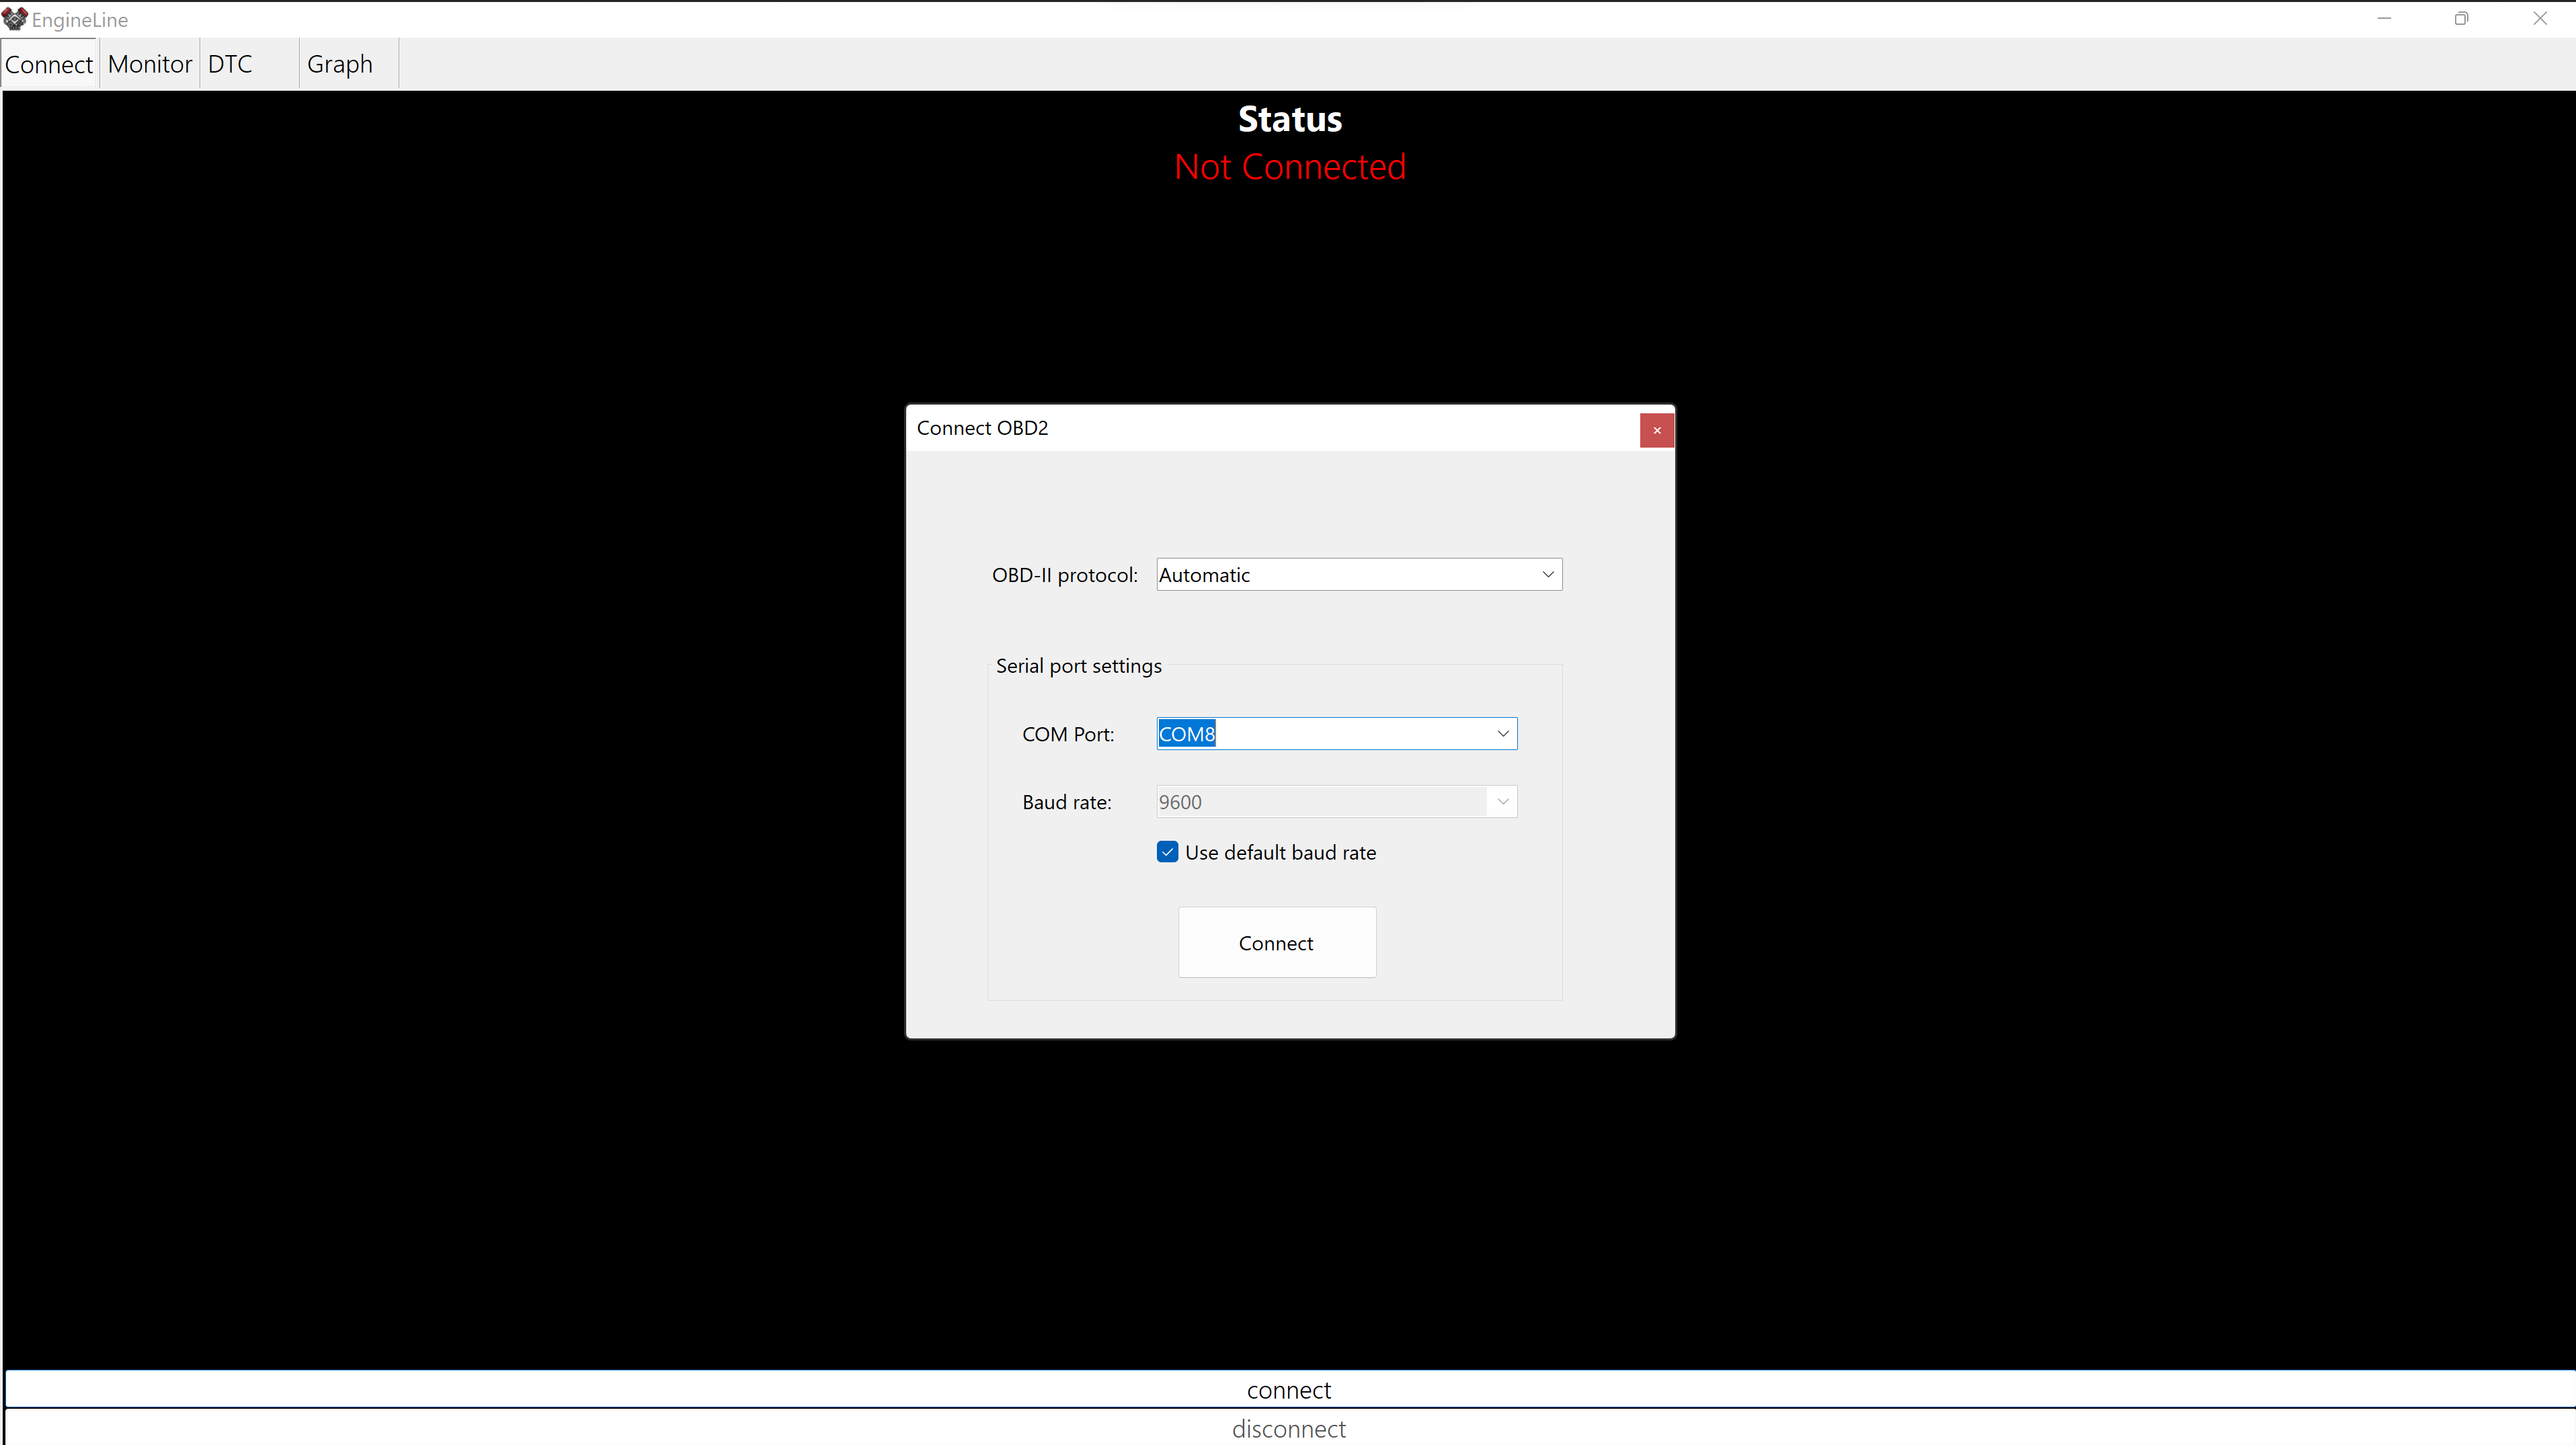 EngineLine
Connect Monitor DTC Graph
Status
Not Connected
Connect OBD2
OBD-II protocol: Automatic
Serial port settings
COM Port: COM8
Baud rate: 9600
Use default baud rate
Connect
connect
disconnect